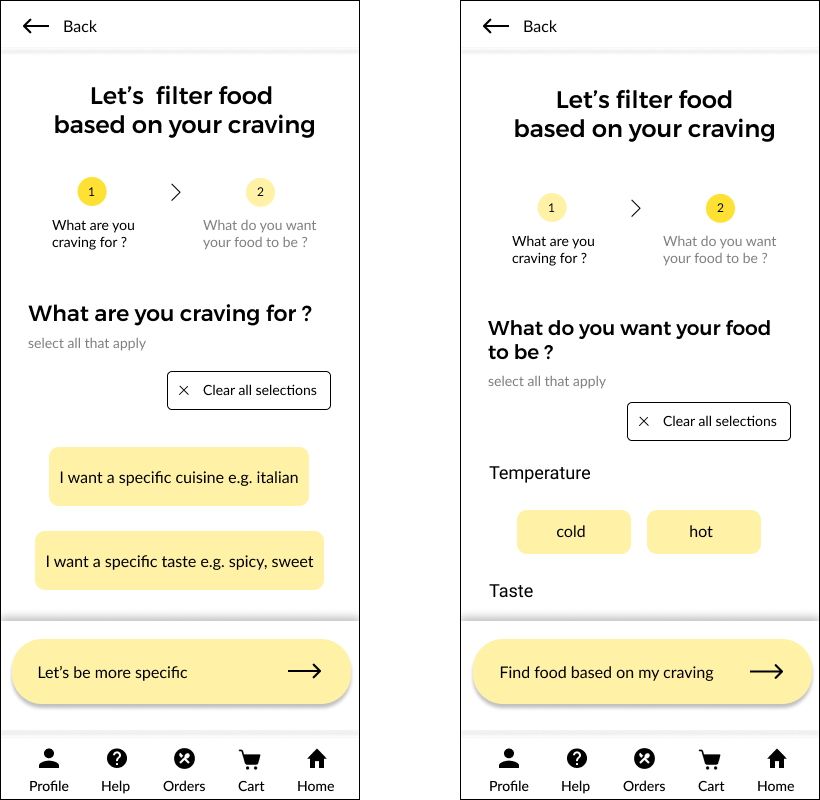 Back
Let's  filter food
based on your craving
1
2
What are you
craving for ?
What do you want
your food to be ?
What are you craving for ?
select all that apply
Clear all selections
I want a specific cuisine e.g. italian
I want a specific taste e.g. spicy, sweet
Let's be more specific
Profile
Help
Orders
Cart
Home
Back
Let's filter food
based on your craving
1
2
What are you
craving for ?
What do you want
your food to be ?
What do you want your food
to be ?
select all that apply
Clear all selections
Temperature
cold
hot
Taste
Find food based on my craving
Profile
Help
Orders
Cart
Home